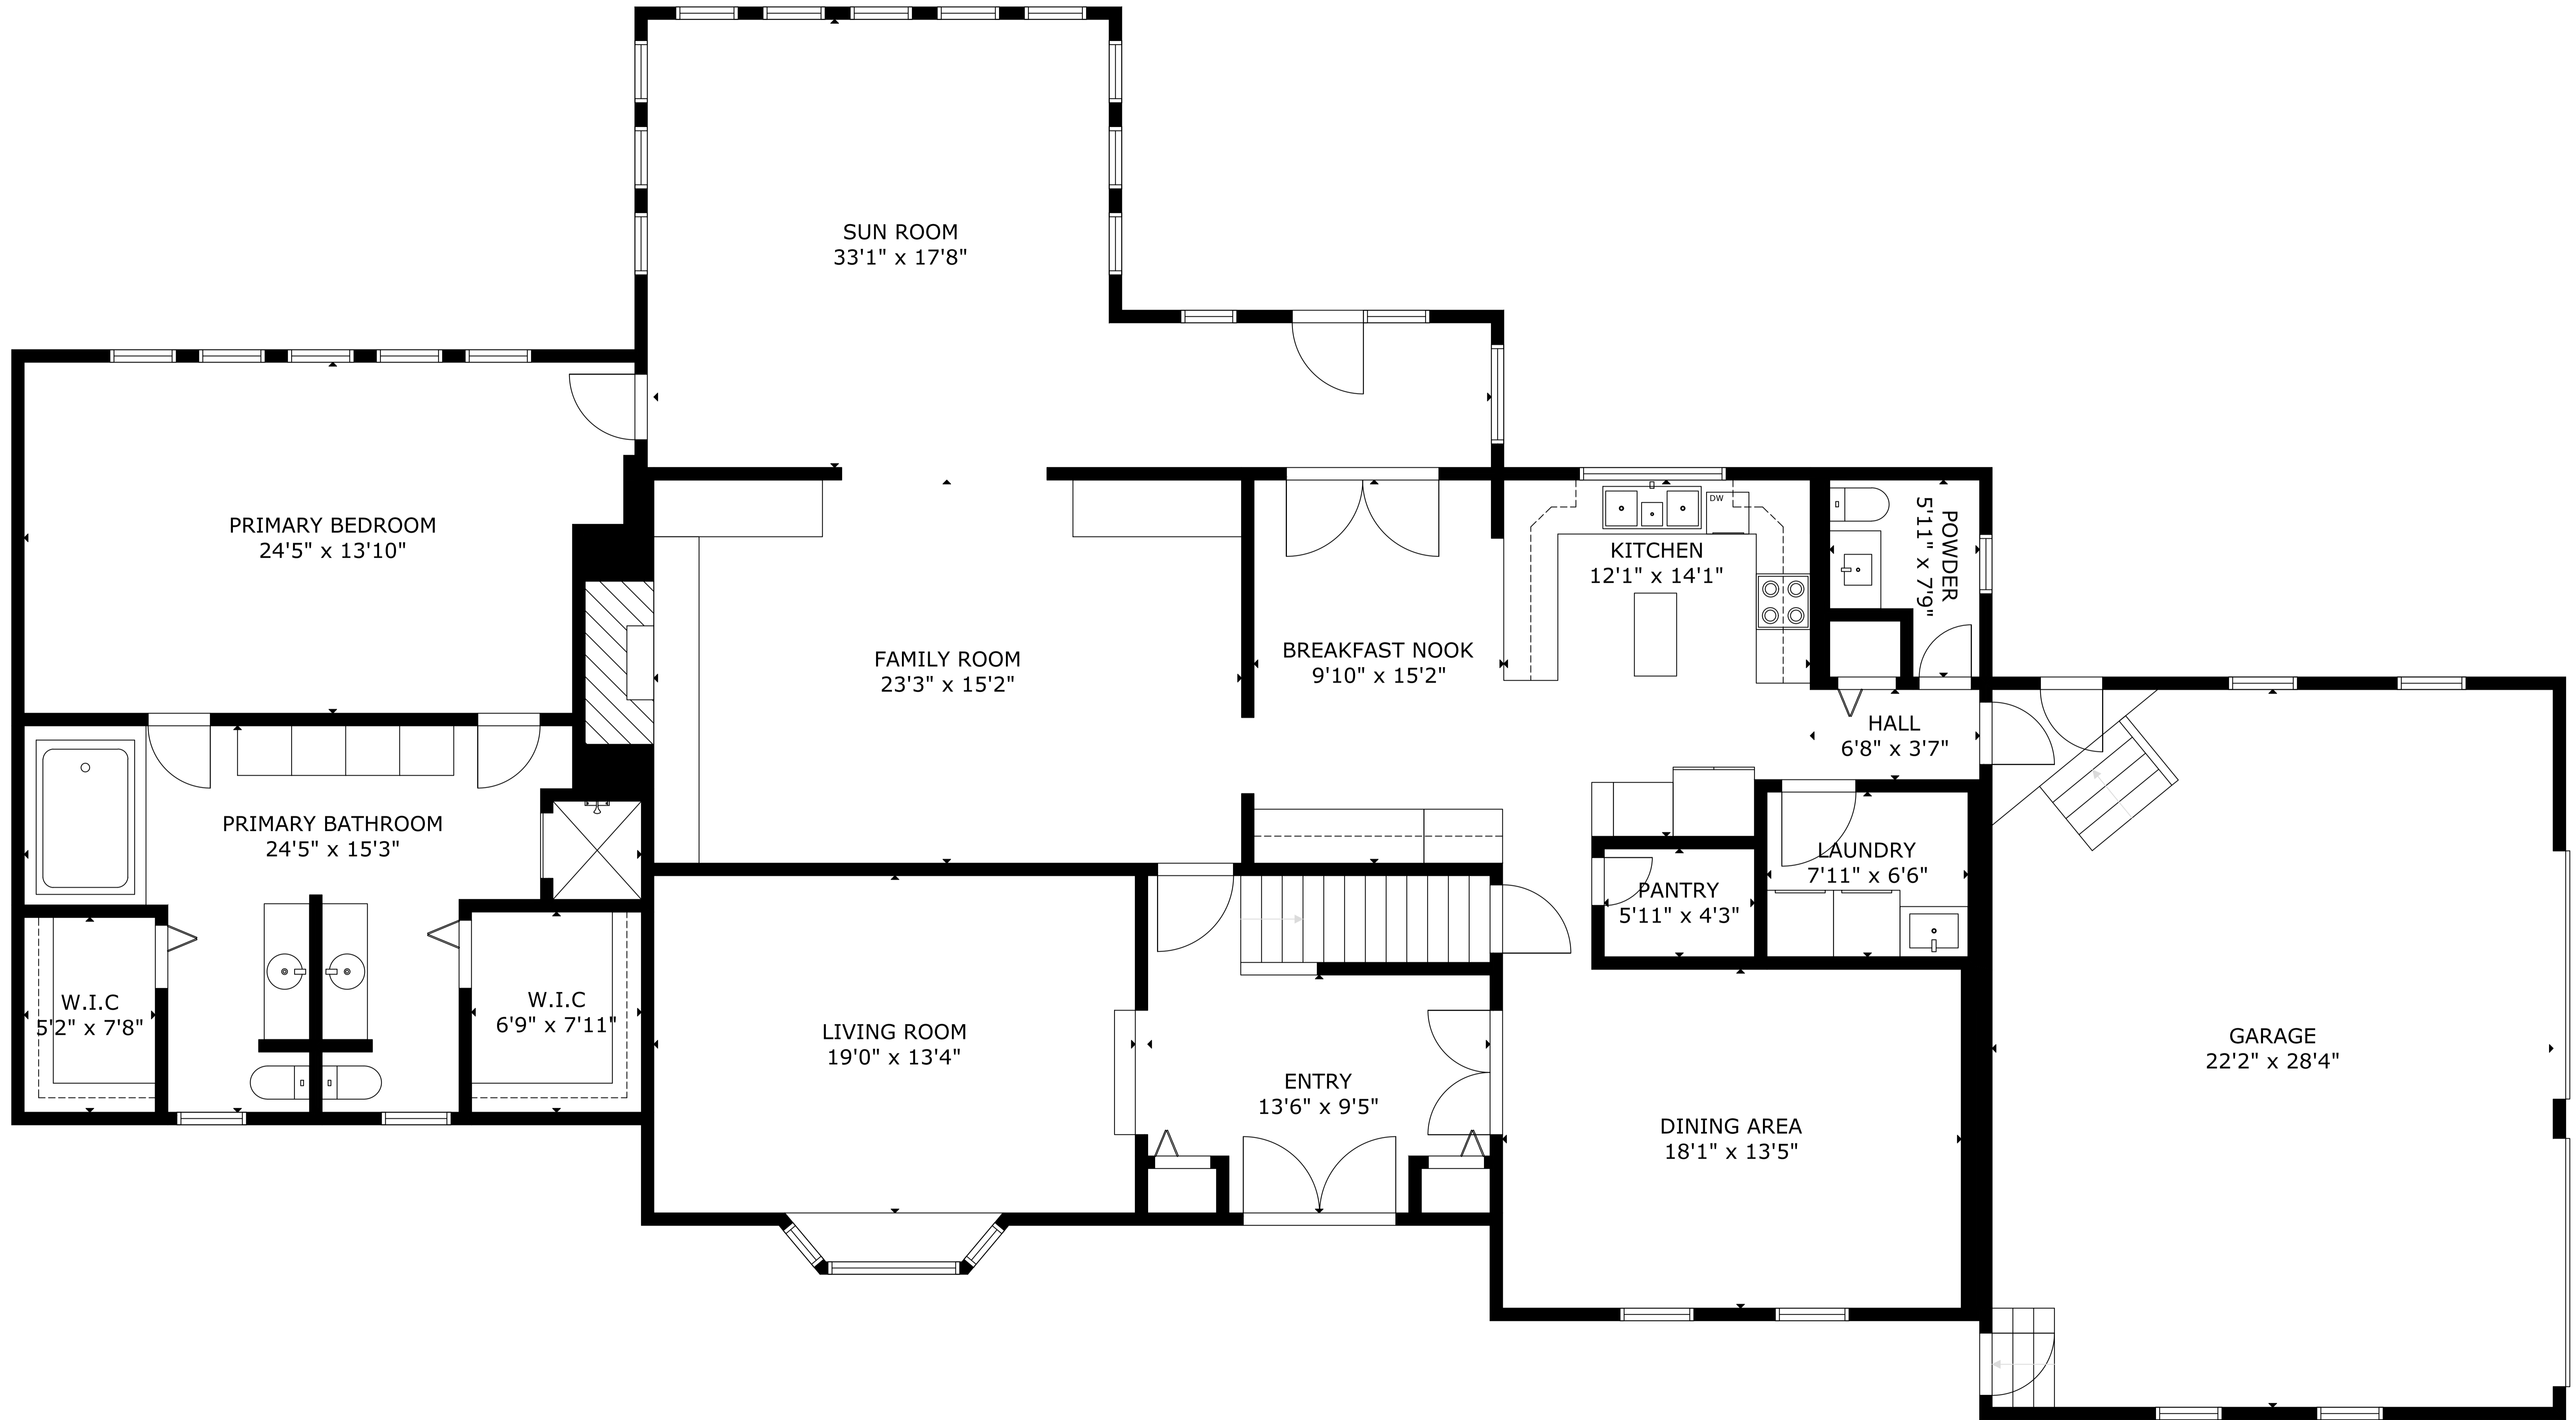 SUN ROOM
33'1" x 17'8"
PRIMARY BEDROOM
24'5" x 13'10"
FAMILY ROOM
23'3" x 15'2"
BREAKFAST NOOK
9'10" x 15'2"
DW
KITCHEN
12'1" x 14'1"
POWDER
5'11" x 7'9"
HALL
6'8" x 3'7"
PRIMARY BATHROOM
24'5" x 15'3"
PANTRY
5'11" x 4'3"
LAUNDRY
7'11" x 6'6"
W.I.C
5'2" x 7'8"
W.I.C
6'9" x 7'11"
LIVING ROOM
19'0" x 13'4"
ENTRY
13'6" x 9'5"
DINING AREA
18'1" x 13'5"
GARAGE
22'2" x 28'4"